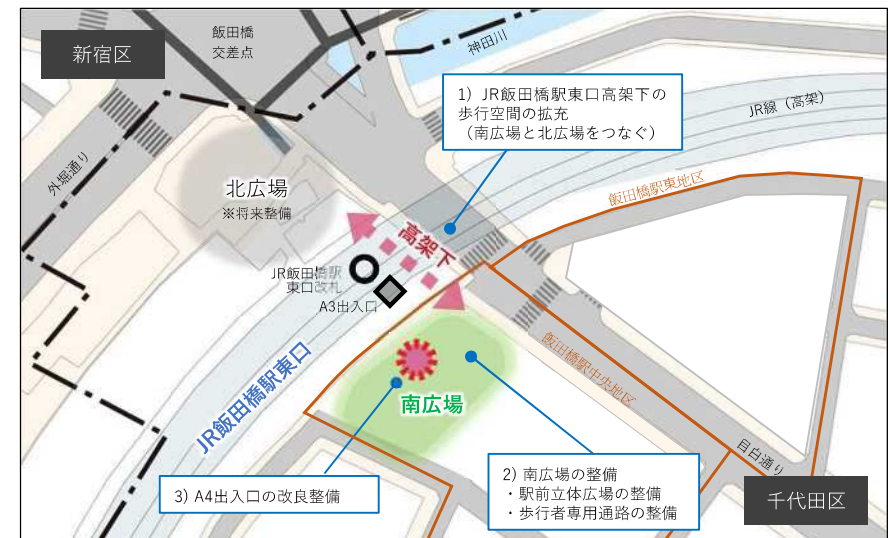 新宿区
飯田橋
交差点
神田川
1) JR飯田橋駅東口高架下の
歩行空間の拡充
（南広場と北広場をつなぐ）
JR線（高架）
外堀通り
北広場
※将来整備
飯田橋駅東地区
高架下
JR飯田橋駅
東口改札
A3出入口
JR飯田橋駅東口
飯田橋駅中央地区
南広場
目白通り
3) A4出入口の改良整備
2) 南広場の整備
・駅前立体広場の整備
・歩行者専用通路の整備
千代田区